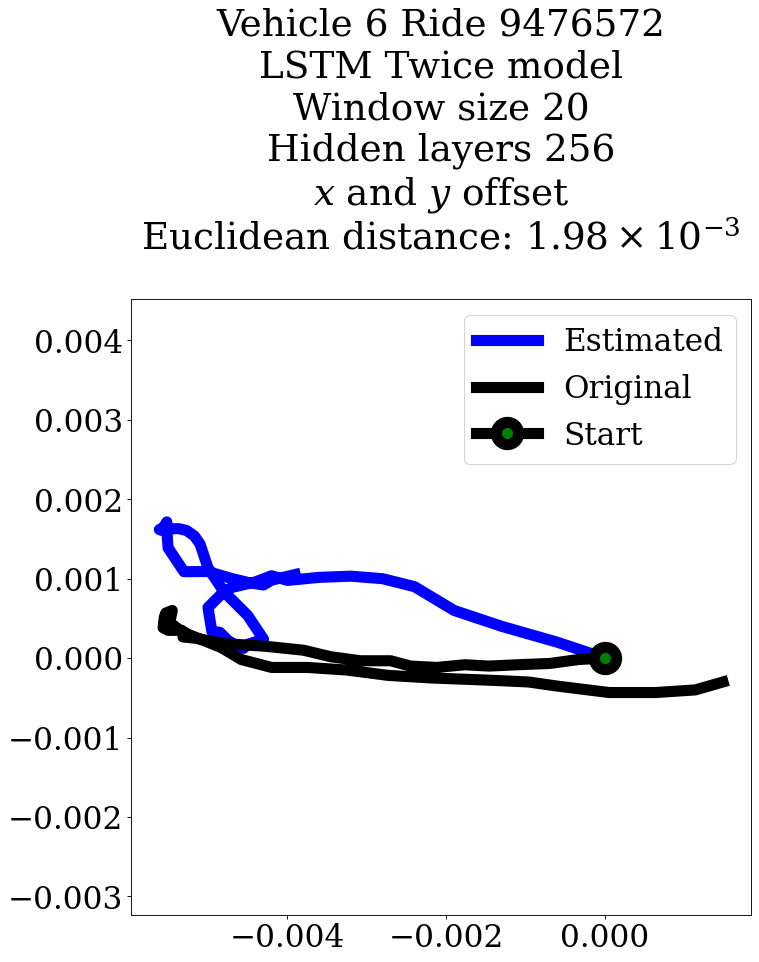 Vehicle 6 Ride 9476572
LSTM Twice model
Window size 20
Hidden layers 256
x and y offset
Euclidean distance: 1.98 × 10⁻³
Estimated
Original
Start
0.004
0.003
0.002
0.001
0.000
−0.001
−0.002
−0.003
−0.004 −0.002 0.000